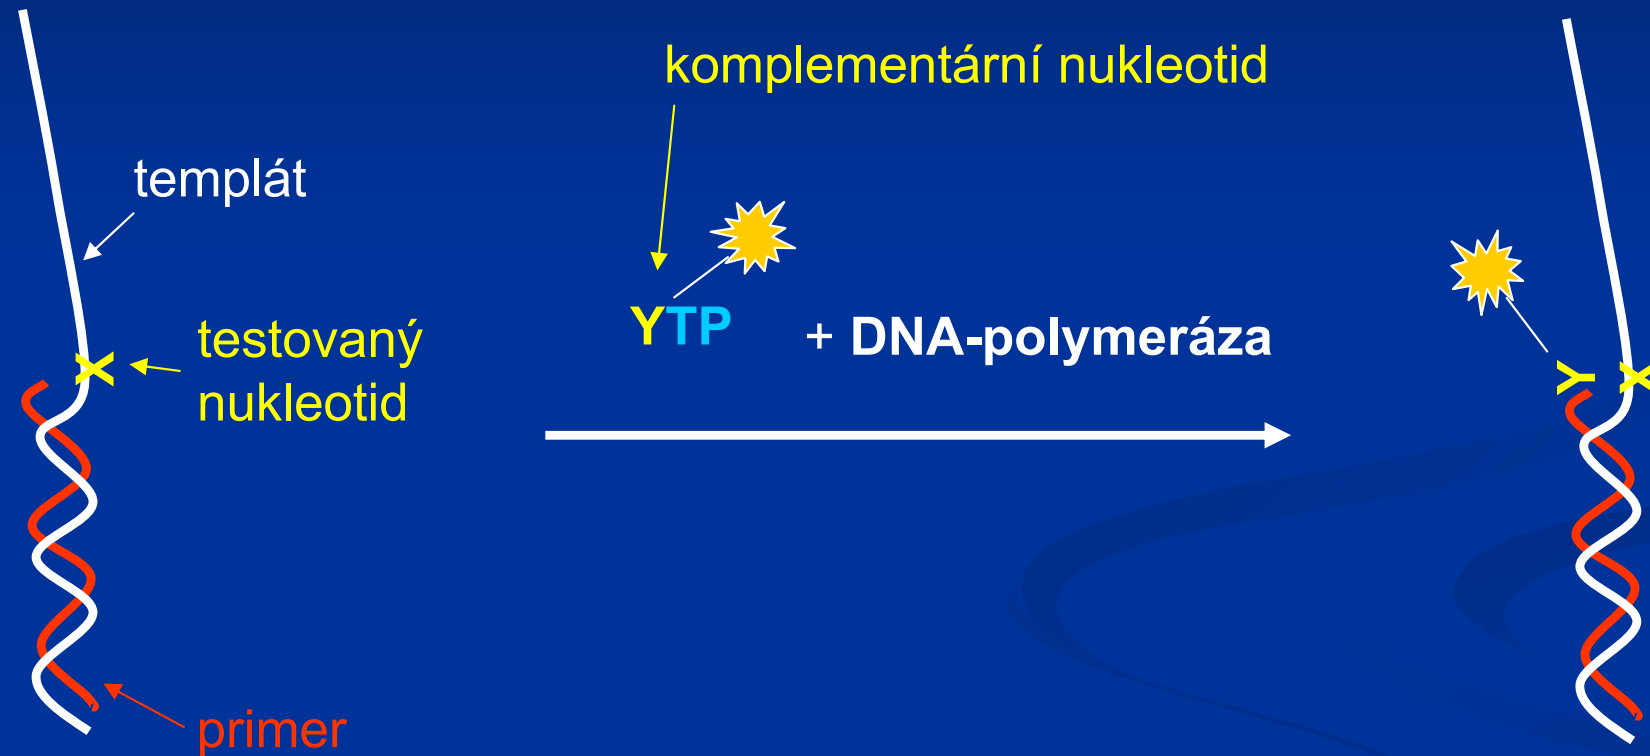 komplementární nukleotid
templát
YTP + DNA-polymeráza
testovaný
nukleotid
X
Y X
primer